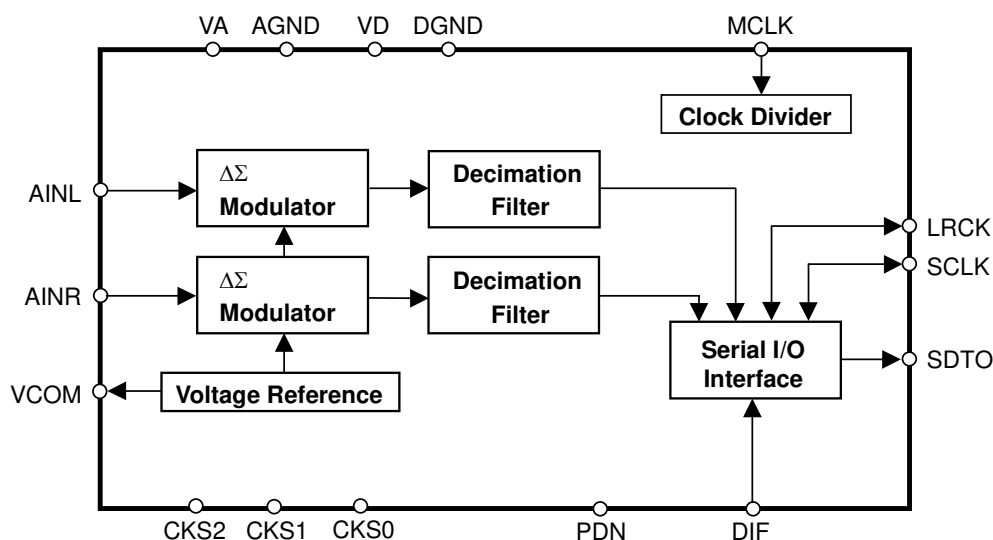 VA AGND VD DGND MCLK
Clock Divider
AINL
ΔΣ
Modulator
Decimation
Filter
LRCK
SCLK
AINR
ΔΣ
Modulator
Decimation
Filter
Serial I/O
Interface
SDTO
VCOM
Voltage Reference
CKS2 CKS1 CKS0 PDN DIF